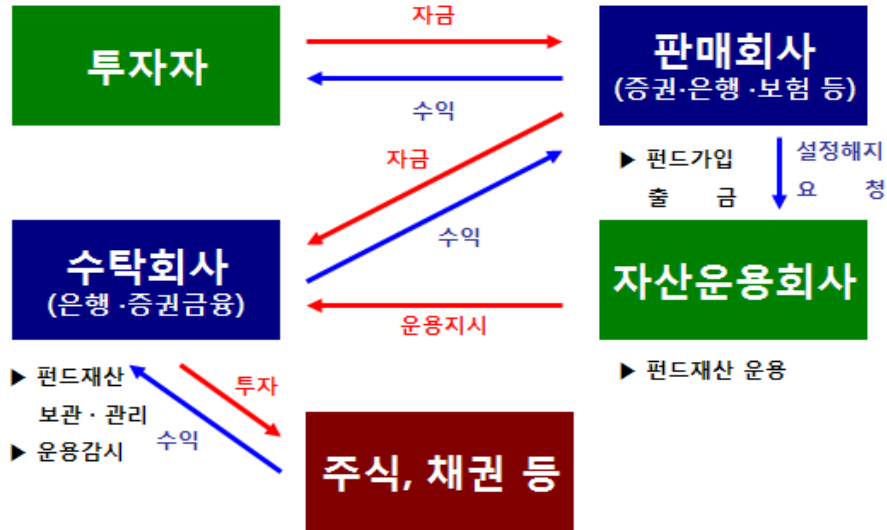 자금
투자자
판매회사
(증권·은행 ·보험 등)
수익
자금
▶ 펀드가입
출 금
설정해지
요 청
수익
수탁회사
(은행 ·증권금융)
자산운용회사
운용지시
▶ 펀드재산
보관 · 관리
▶ 운용감시
투자
수익
▶ 펀드재산 운용
주식, 채권 등